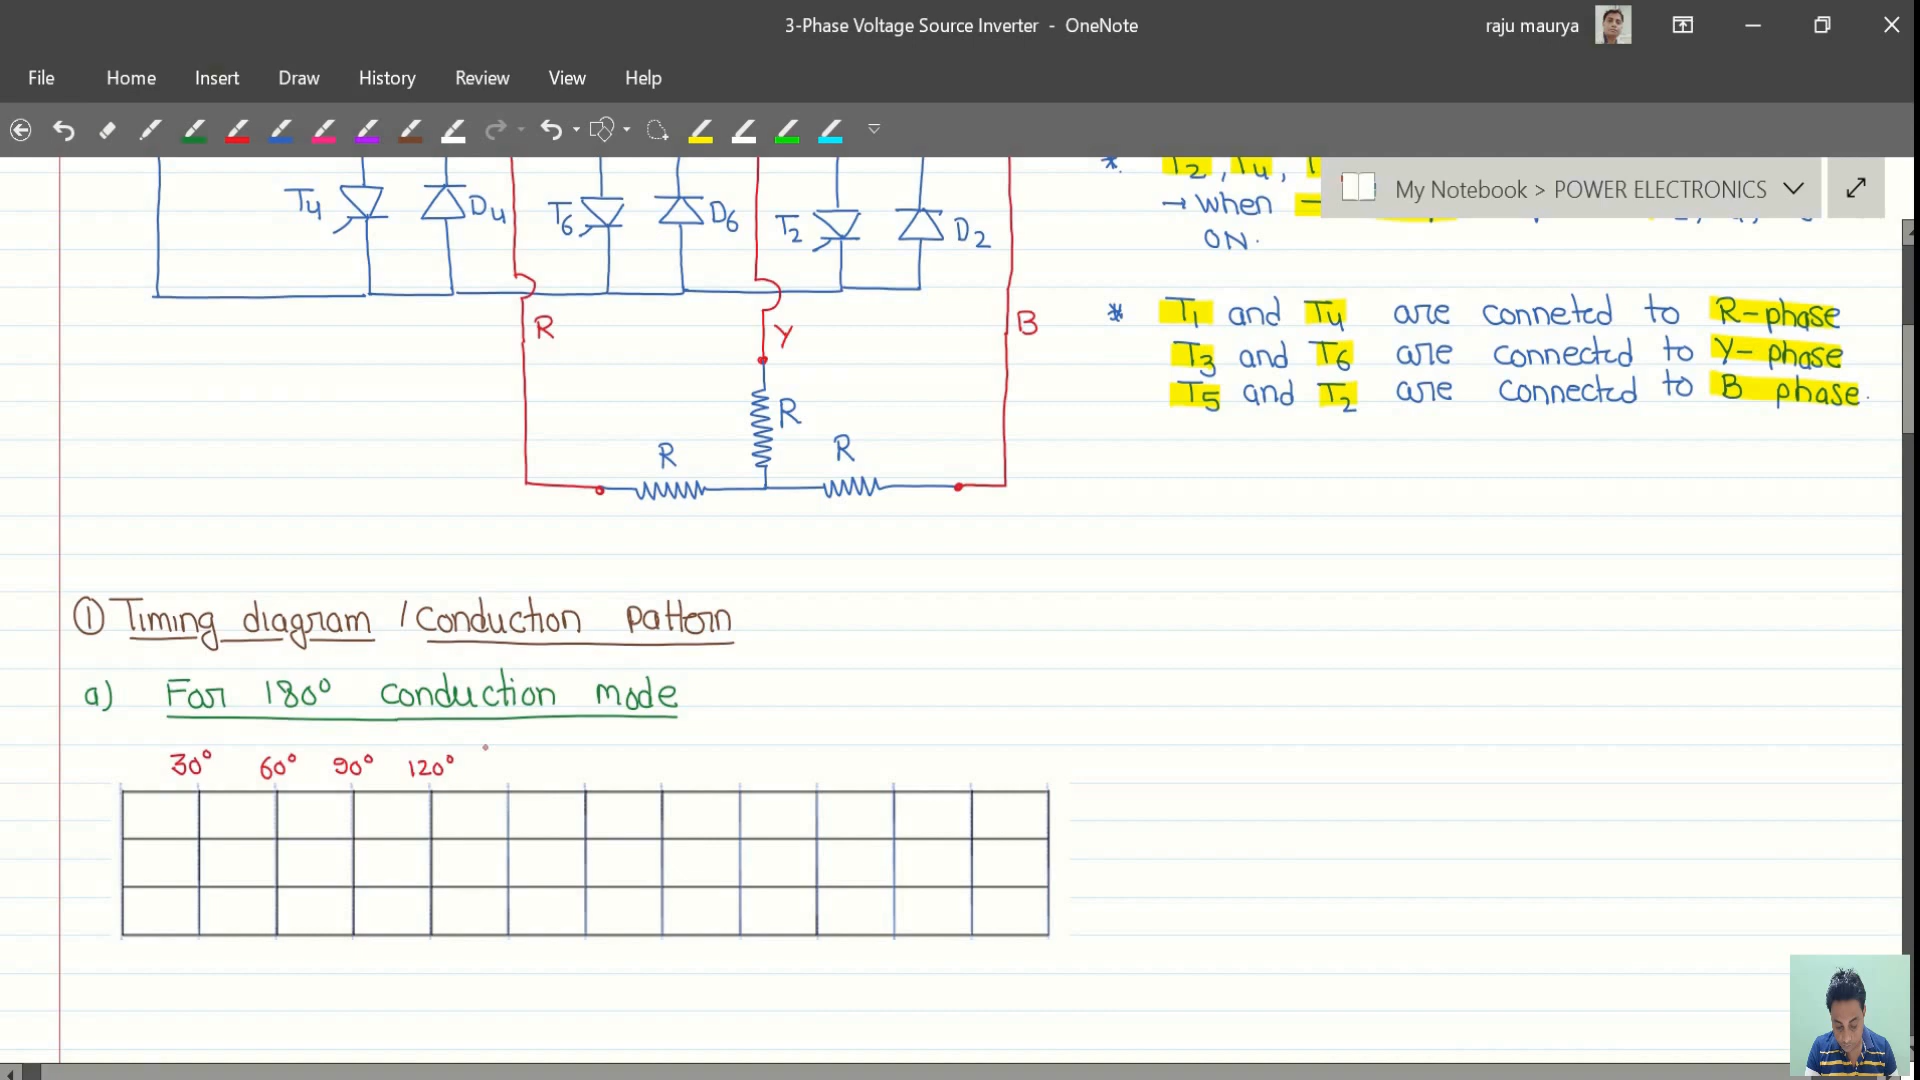 3-Phase Voltage Source Inverter - OneNote
raju maurya
File Home Insert Draw History Review View Help
My Notebook > POWER ELECTRONICS
T2, T4,
→ when
ON.
T4 D4 T6 D6 T2 D2
R Y B
* T1 and T4 are conneted to R-phase
T3 and T6 are connected to Y-phase
T5 and T2 are connected to B phase.
R
R R
① Timing diagram / Conduction pattern
a) For 180° conduction mode
30° 60° 90° 120°